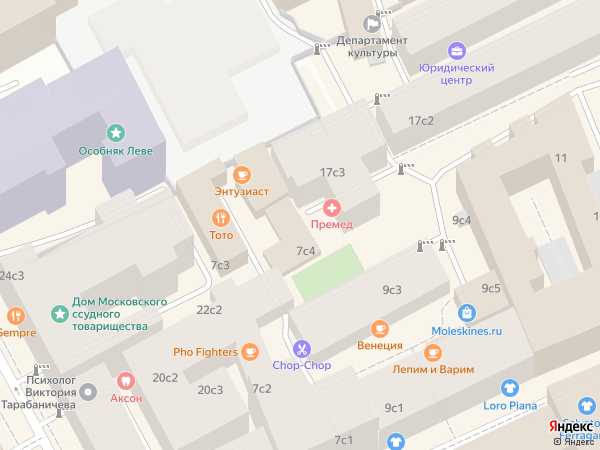 Департамент
культуры
Юридический
центр
17с2
Особняк Леве
11
17с3
Энтузиаст
Премед
9с4
Тото
7с4
7с3
24с3
9с3
9с5
Дом Московского
ссудного
товарищества
22с2
Moleskines.ru
Sempre
Венеция
Pho Fighters
Chop-Chop
Лепим и Варим
Психолог
Виктория
Тарабаничева
20с2
Аксон
20с3
7с2
9с1
Loro Piana
7с1
Яндекс
© Яндекс